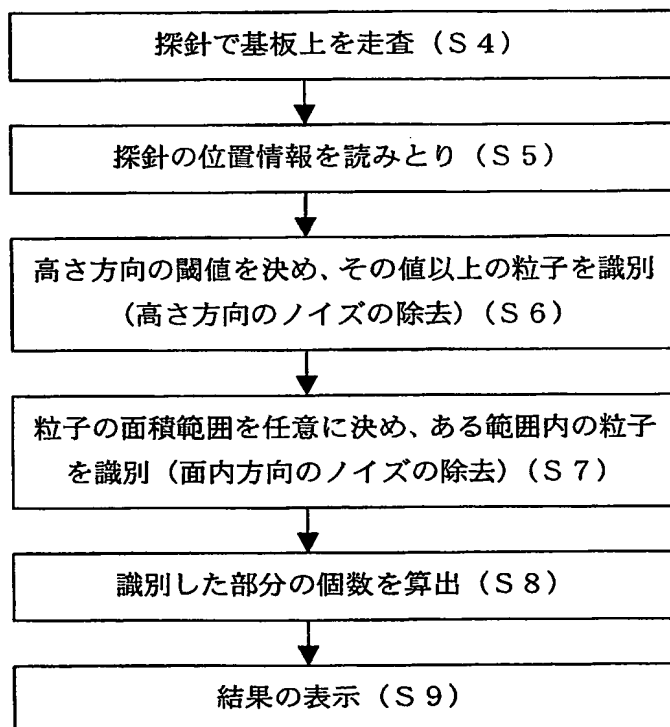 探針で基板上を走査（S4）
探針の位置情報を読みとり（S5）
高さ方向の閾値を決め、その値以上の粒子を識別
（高さ方向のノイズの除去）（S6）
粒子の面積範囲を任意に決め、ある範囲内の粒子
を識別（面内方向のノイズの除去）（S7）
識別した部分の個数を算出（S8）
結果の表示（S9）